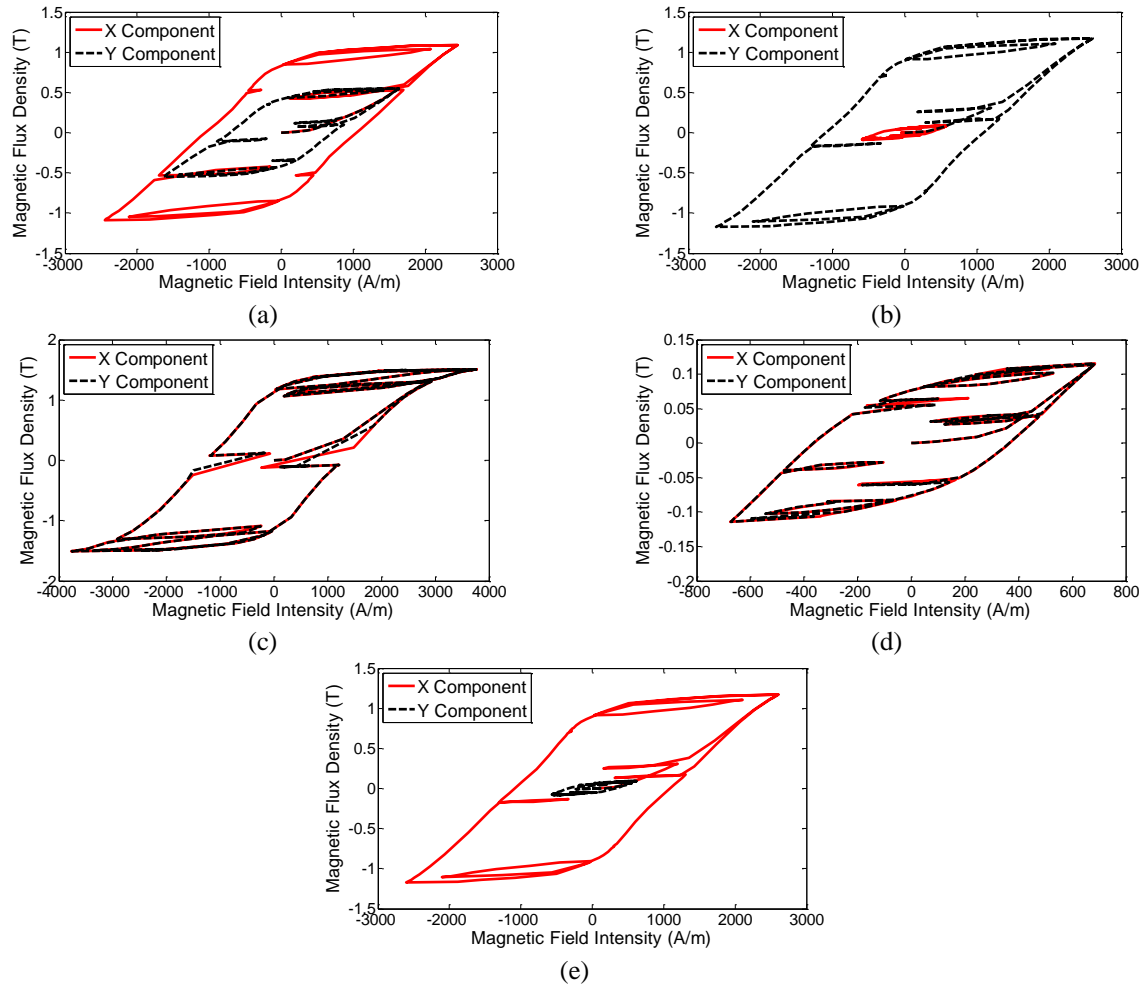 1.5
1
0.5
0
-0.5
-1
-1.5
Magnetic Flux Density (T)
X Component
Y Component
-3000 -2000 -1000 0 1000 2000 3000
Magnetic Field Intensity (A/m)
(a)
1.5
1
0.5
0
-0.5
-1
-1.5
Magnetic Flux Density (T)
X Component
Y Component
-3000 -2000 -1000 0 1000 2000 3000
Magnetic Field Intensity (A/m)
(b)
2
1
0
-1
-2
Magnetic Flux Density (T)
X Component
Y Component
-4000 -3000 -2000 -1000 0 1000 2000 3000 4000
Magnetic Field Intensity (A/m)
(c)
0.15
0.1
0.05
0
-0.05
-0.1
-0.15
-0.2
Magnetic Flux Density (T)
X Component
Y Component
-800 -600 -400 -200 0 200 400 600 800
Magnetic Field Intensity (A/m)
(d)
1.5
1
0.5
0
-0.5
-1
-1.5
Magnetic Flux Density (T)
X Component
Y Component
-3000 -2000 -1000 0 1000 2000 3000
Magnetic Field Intensity (A/m)
(e)